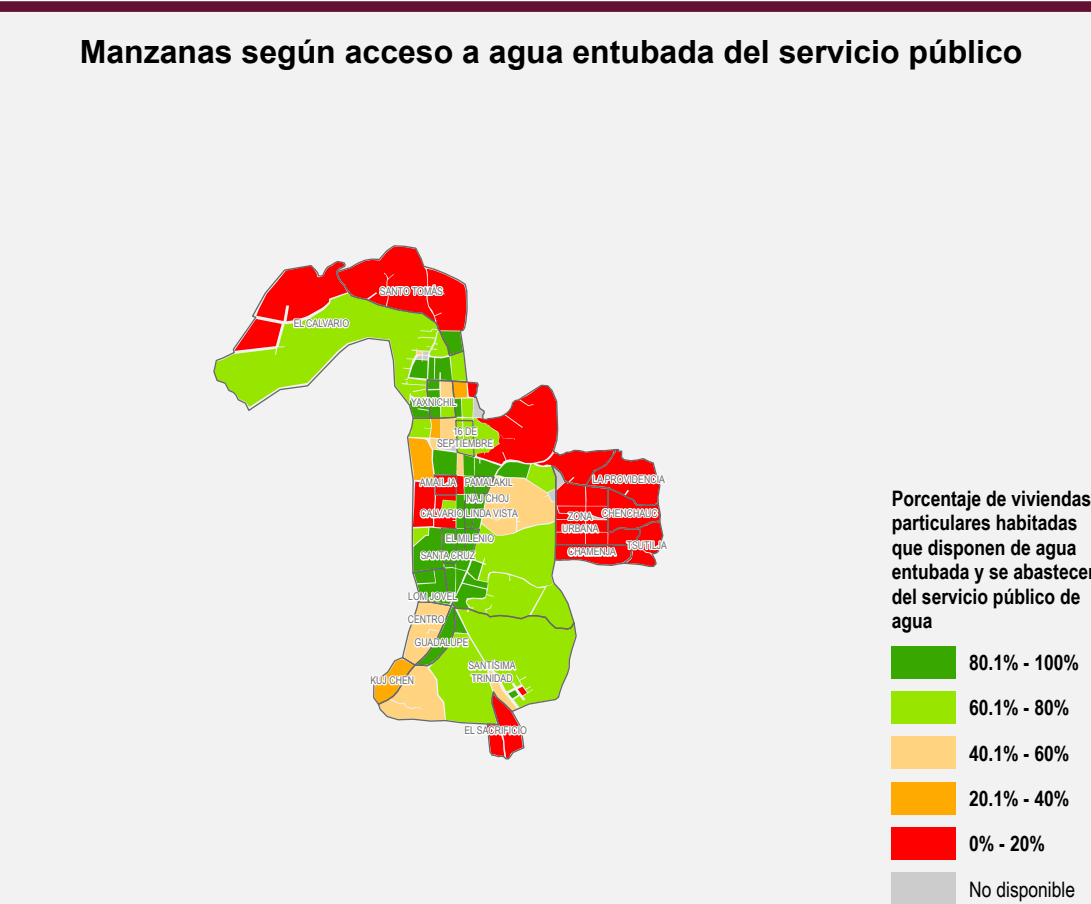 Manzanas según acceso a agua entubada del servicio público
SANTO TOMÁS
EL CALVARIO
YAXNICHIL
16 DE
SEPTIEMBRE
AMAILJA
PAMALAKIL
LA PROVIDENCIA
NAJ CHOJ
CALVARIO
LINDA VISTA
ZONA
URBANA
CHENCHAUC
EL MILENIO
TSUTILJA
SANTA CRUZ
CHAMENJA
LOM JOVEL
CENTRO
GUADALUPE
SANTÍSIMA
TRINIDAD
KUJ CHEN
EL SACRIFICIO
Porcentaje de viviendas
particulares habitadas
que disponen de agua
entubada y se abastecen
del servicio público de
agua
80.1% - 100%
60.1% - 80%
40.1% - 60%
20.1% - 40%
0% - 20%
No disponible